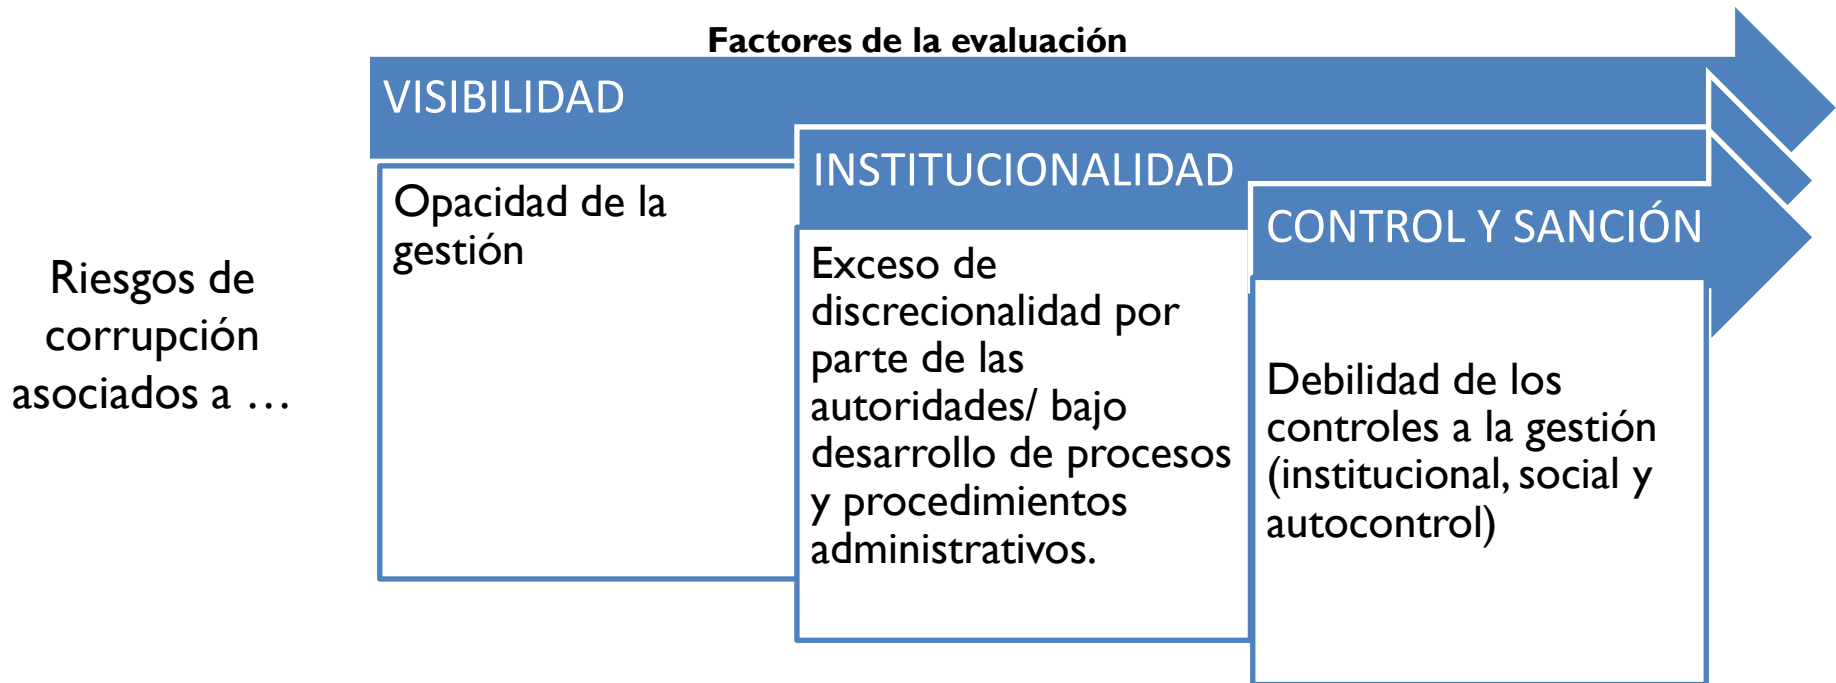 Factores de la evaluación
VISIBILIDAD
Opacidad de la
gestión
INSTITUCIONALIDAD
Exceso de
discrecionalidad por
parte de las
autoridades/ bajo
desarrollo de procesos
y procedimientos
administrativos.
CONTROL Y SANCIÓN
Debilidad de los
controles a la gestión
(institucional, social y
autocontrol)
Riesgos de
corrupción
asociados a …